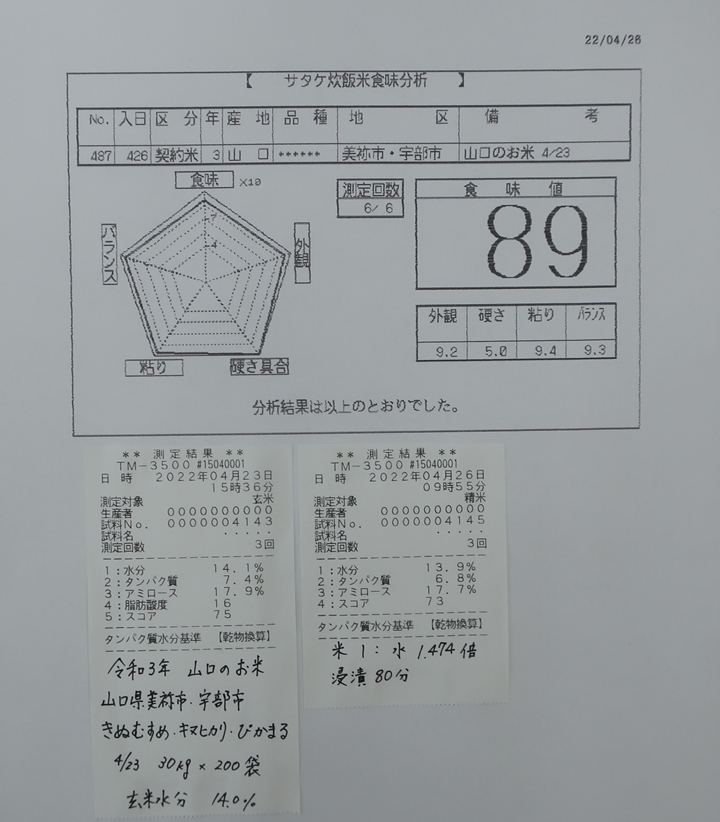 22/04/26
【 サタケ炊飯米食味分析 】
No. 入日 区分 年 産地 品種 地区 備考
487 426 契約米 3 山口 ****** 美祢市・宇部市 山口のお米 4/23
食味 ×10
7
4
バランス
外観
粘り
硬さ具合
測定回数
6/ 6
食味値
89
外観 硬さ 粘り バランス
9.2 5.0 9.4 9.3
分析結果は以上のとおりでした。
** 測定結果 **
TM-3500 #15040001
日時 2022年04月23日
15時36分
測定対象 玄米
生産者 0000000000
試料No. 0000004143
試料名 ・・・・・
測定回数 3回
1:水分 14.1%
2:タンパク質 7.4%
3:アミロース 17.9%
4:脂肪酸度 16
5:スコア 75
タンパク質水分基準 【乾物換算】
令和3年 山口のお米
山口県美祢市・宇部市
きぬむすめ・キヌヒカリ・ひかまる
4/23 30kg × 200袋
玄米水分 14.0%
** 測定結果 **
TM-3500 #15040001
日時 2022年04月26日
09時55分
測定対象 精米
生産者 0000000000
試料No. 0000004145
試料名 ・・・・・
測定回数 3回
1:水分 13.9%
2:タンパク質 6.8%
3:アミロース 17.7%
4:スコア 73
タンパク質水分基準 【乾物換算】
米 1 : 水 1.474倍
浸漬 80分